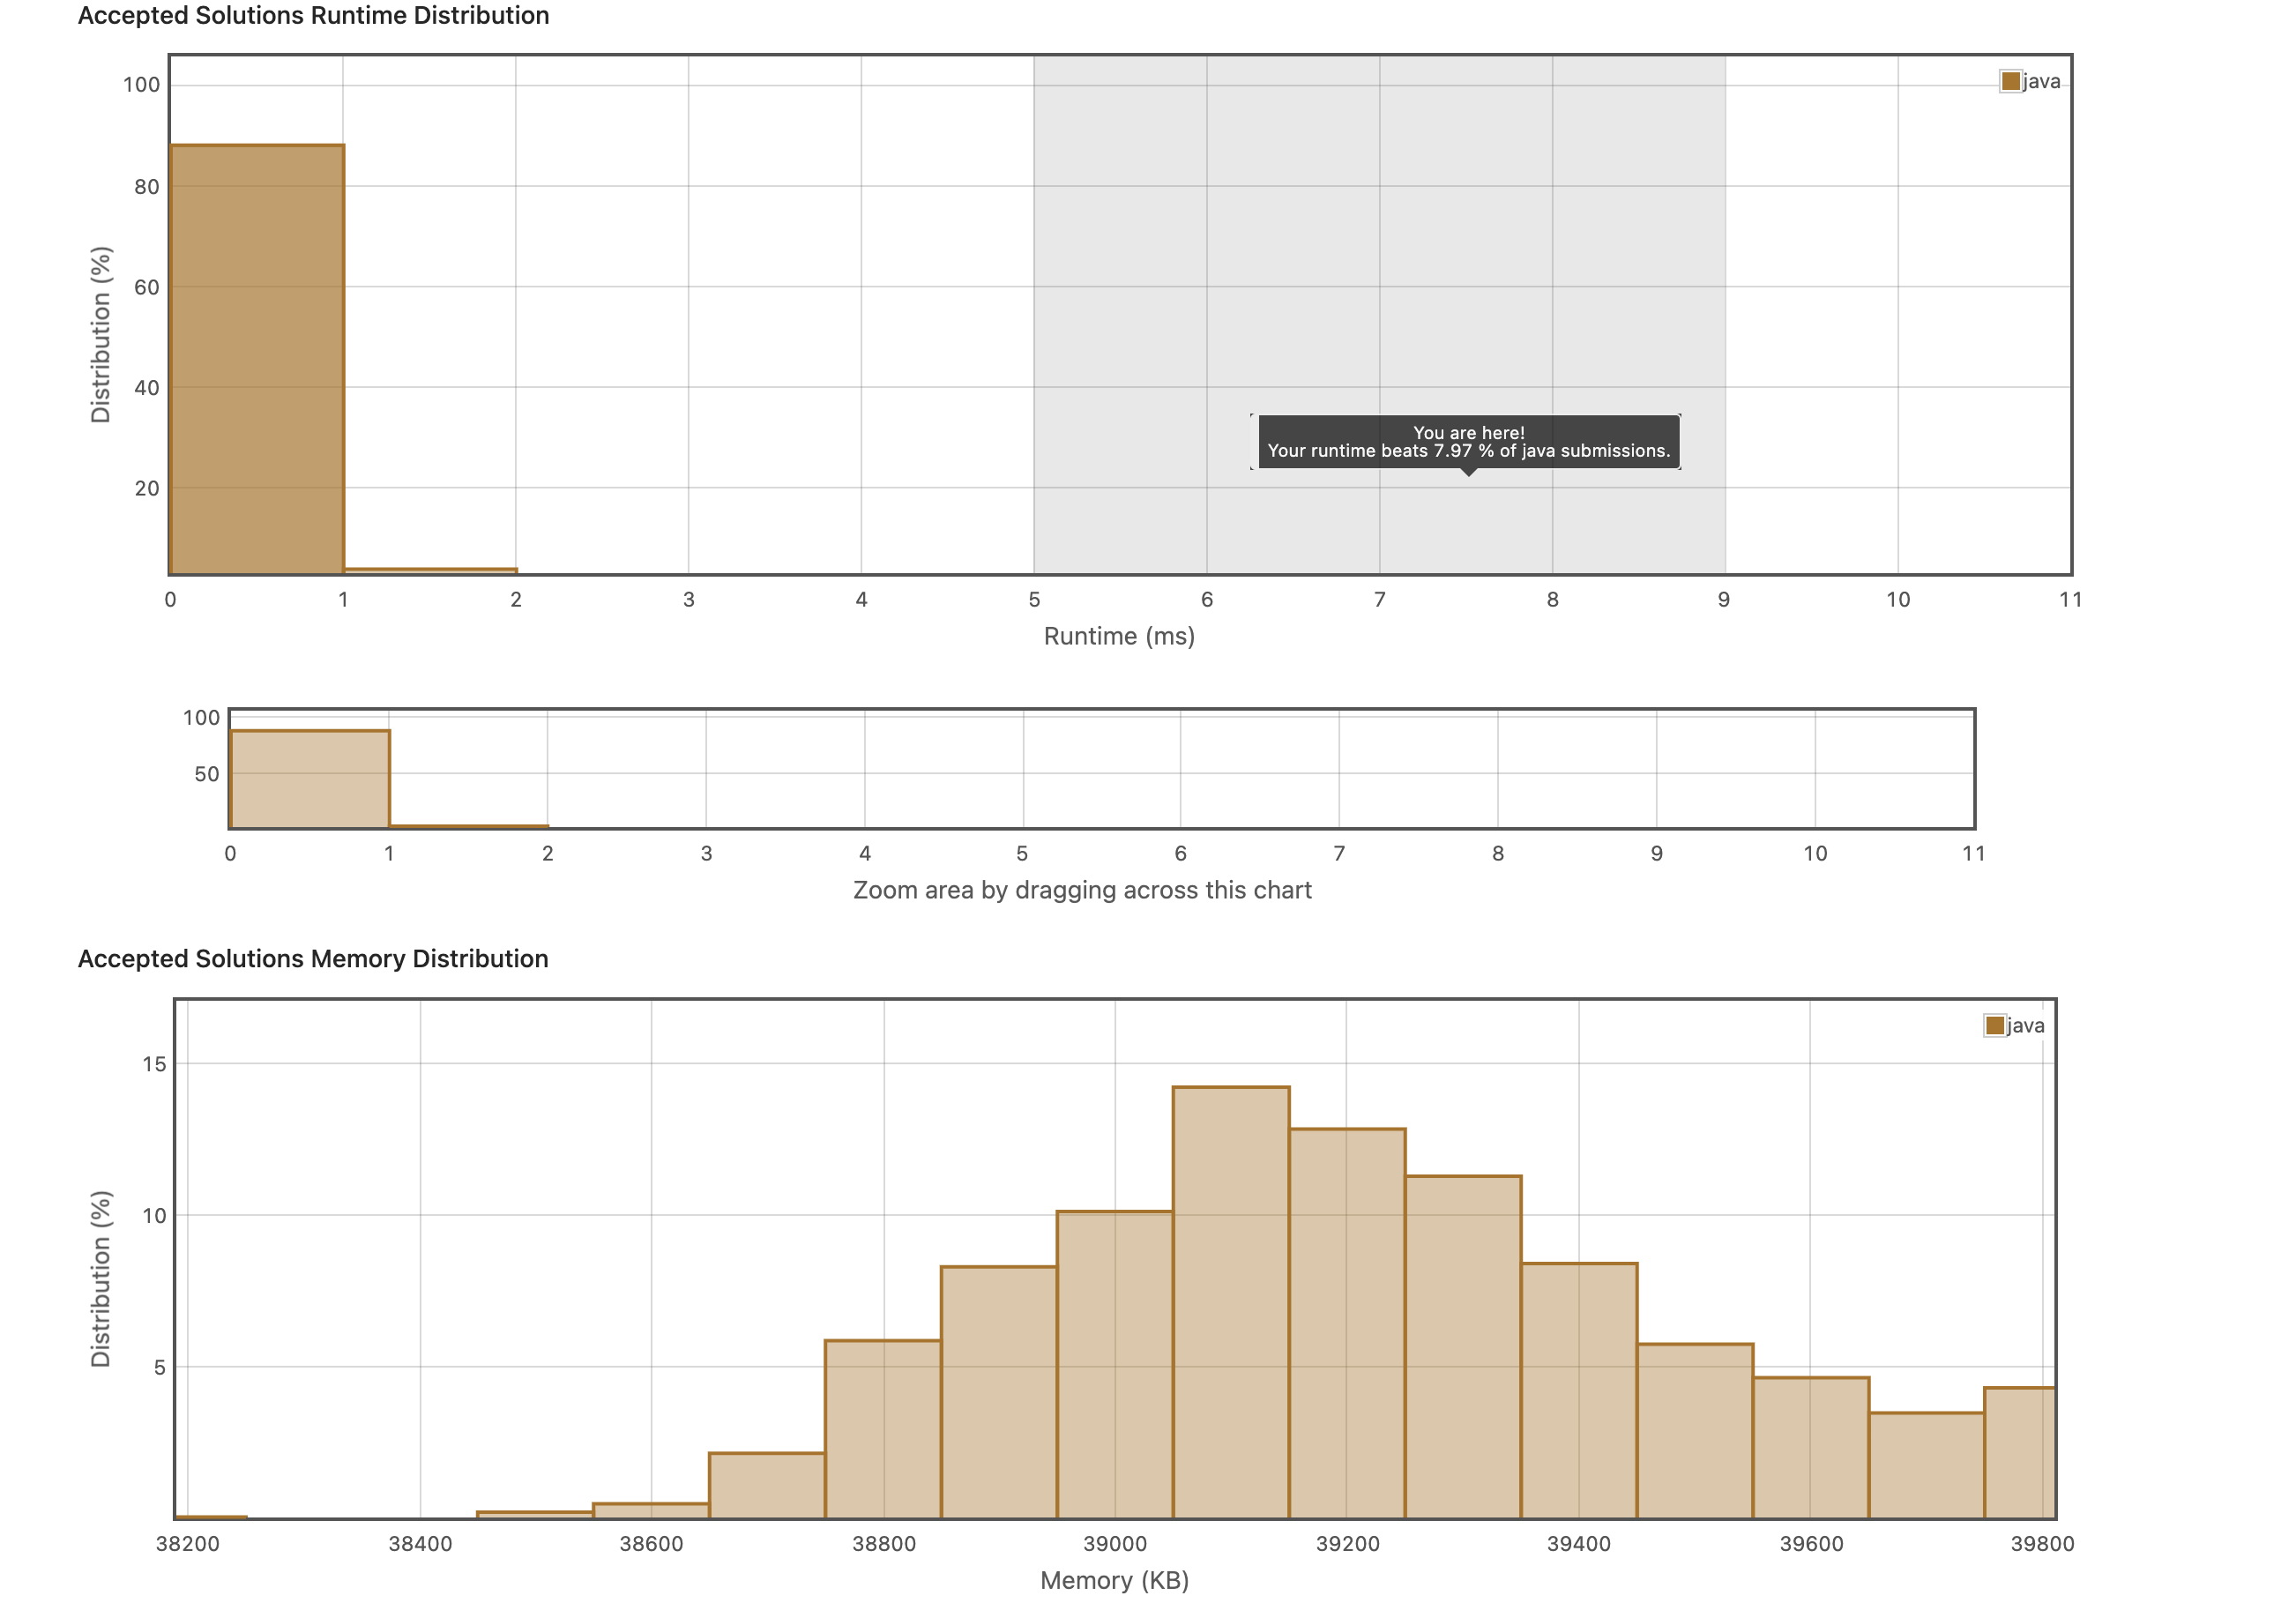 Accepted Solutions Runtime Distribution
100
80
60
40
20
Distribution (%)
java
You are here!
Your runtime beats 7.97 % of java submissions.
0 1 2 3 4 5 6 7 8 9 10 11
Runtime (ms)
100
50
0 1 2 3 4 5 6 7 8 9 10 11
Zoom area by dragging across this chart
Accepted Solutions Memory Distribution
15
10
5
Distribution (%)
java
38200 38400 38600 38800 39000 39200 39400 39600 39800
Memory (KB)